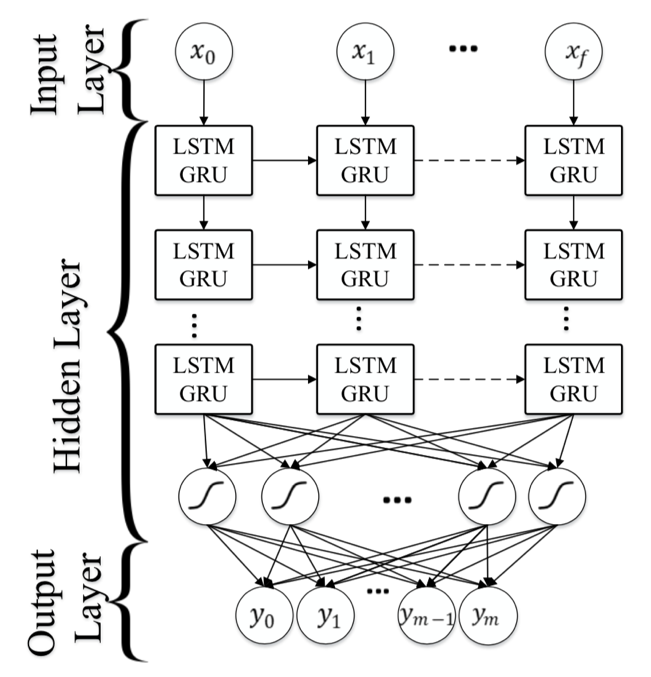 Input
Layer
x₀ x₁ ... x_f
LSTM LSTM LSTM
GRU GRU GRU
Hidden Layer
LSTM LSTM LSTM
GRU GRU GRU
⋮ ⋮ ⋮
LSTM LSTM LSTM
GRU GRU GRU
...
Output
Layer
...
y₀ y₁ yₘ₋₁ yₘ